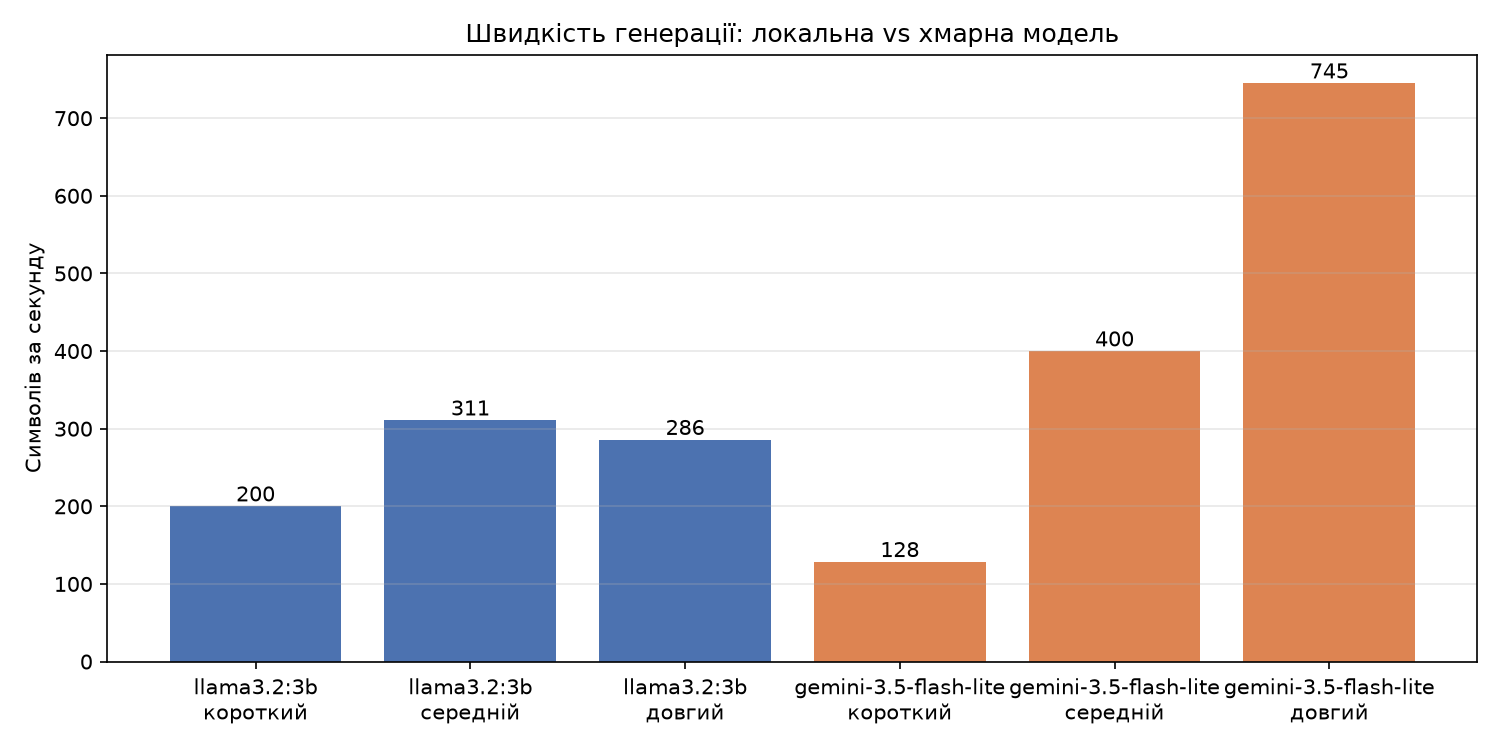 Швидкість генерації: локальна vs хмарна модель
Символів за секунду
700
600
500
400
300
200
100
0
200
311
286
128
400
745
llama3.2:3b
короткий
llama3.2:3b
середній
llama3.2:3b
довгий
gemini-3.5-flash-lite
короткий
gemini-3.5-flash-lite
середній
gemini-3.5-flash-lite
довгий